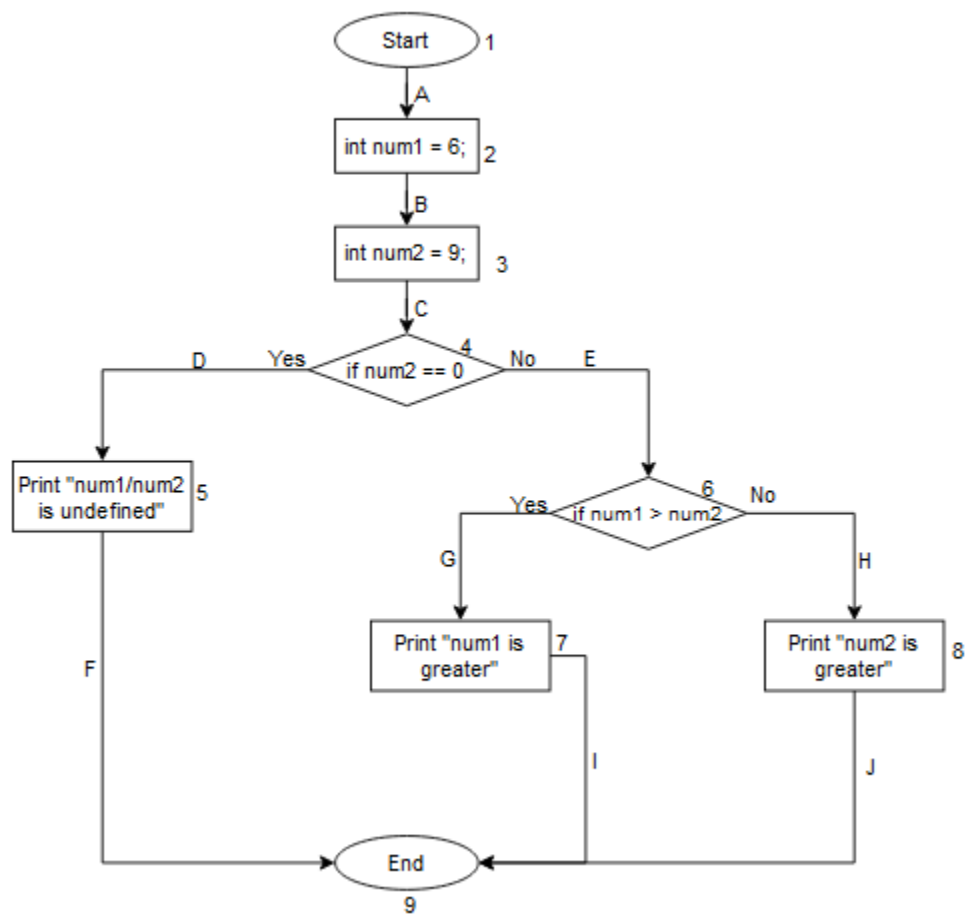 Start
1
A
int num1 = 6;
2
B
int num2 = 9;
3
C
4
D
Yes
if num2 == 0
No
E
Print "num1/num2
is undefined"
5
6
Yes
if num1 > num2
No
G
H
Print "num1 is
greater"
7
Print "num2 is
greater"
8
F
I
J
End
9